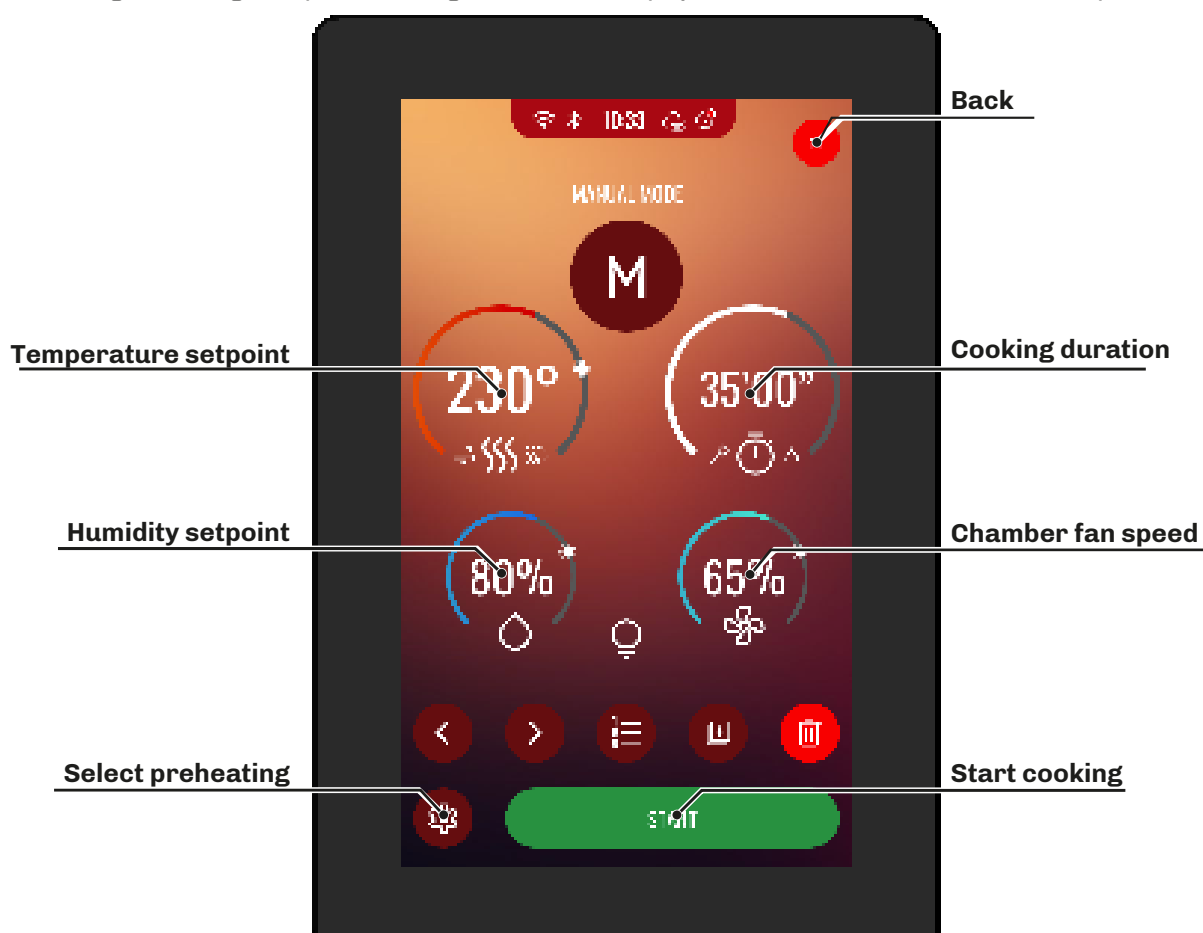 Back
10:33
MANUAL MODE
M
Temperature setpoint
230°
Cooking duration
35'00”
Humidity setpoint
80%
Chamber fan speed
65%
Select preheating
Start cooking
START